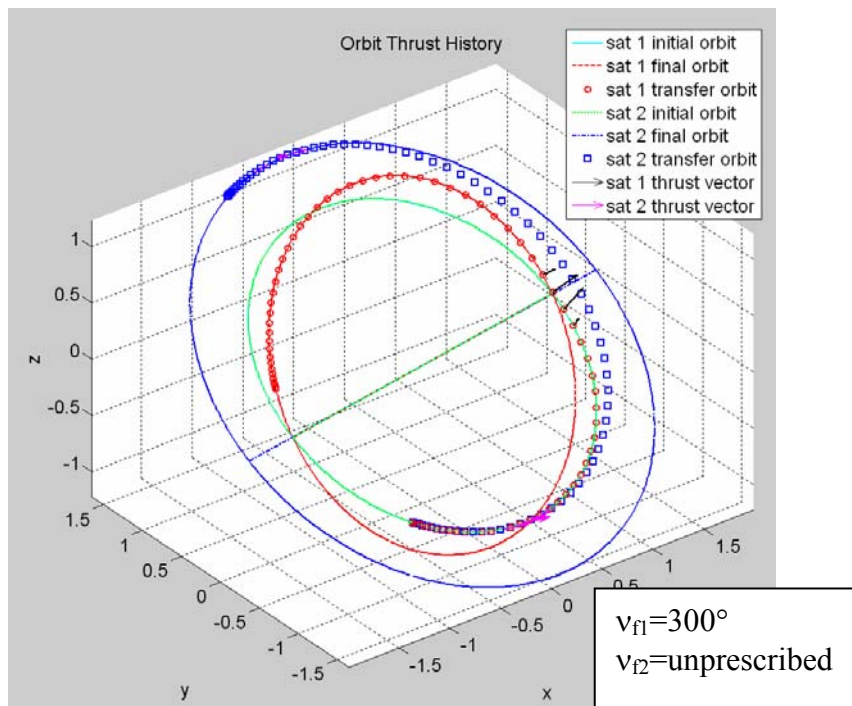 Orbit Thrust History
sat 1 initial orbit
sat 1 final orbit
sat 1 transfer orbit
sat 2 initial orbit
sat 2 final orbit
sat 2 transfer orbit
sat 1 thrust vector
sat 2 thrust vector
1
0.5
0
-0.5
-1
z
1.5
1
0.5
0
-0.5
-1
-1.5
y
-1.5
-1
-0.5
0
0.5
1
1.5
x
νf1=300°
νf2=unprescribed